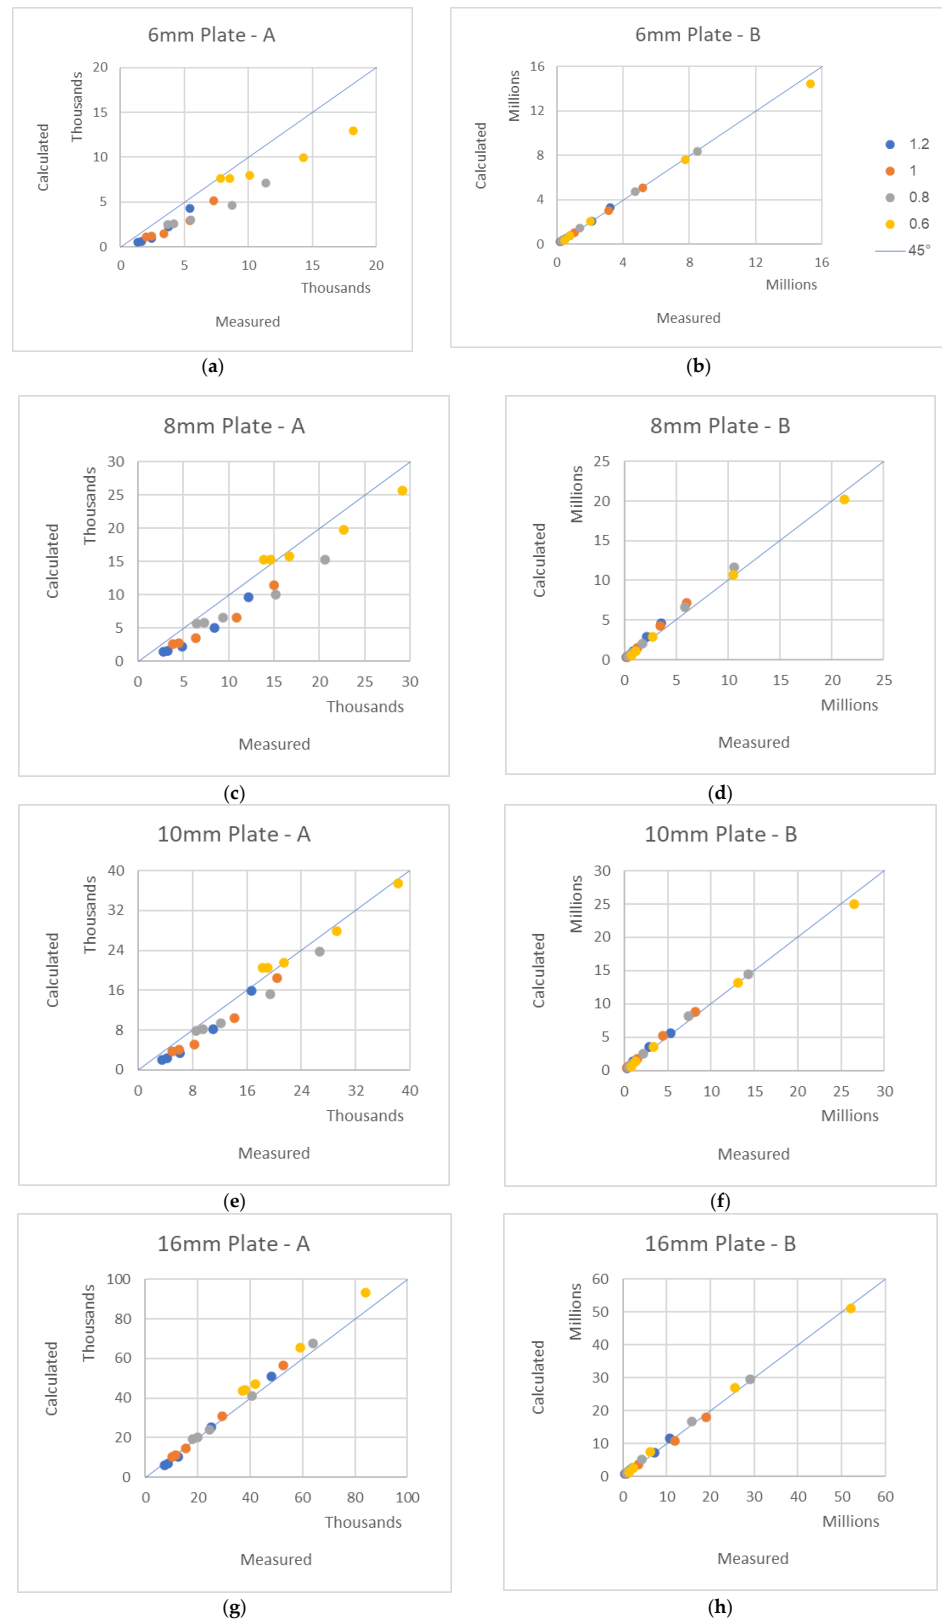 6mm Plate - A
Thousands
Calculated
20
15
10
5
0
0 5 10 15 20
Thousands
Measured
(a)
6mm Plate - B
Millions
Calculated
16
12
8
4
0
0 4 8 12 16
Millions
Measured
1.2
1
0.8
0.6
45°
(b)
8mm Plate - A
Thousands
Calculated
30
25
20
15
10
5
0
0 5 10 15 20 25 30
Thousands
Measured
(c)
8mm Plate - B
Millions
Calculated
25
20
15
10
5
0
0 5 10 15 20 25
Millions
Measured
(d)
10mm Plate - A
Thousands
Calculated
40
32
24
16
8
0
0 8 16 24 32 40
Thousands
Measured
(e)
10mm Plate - B
Millions
Calculated
30
25
20
15
10
5
0
0 5 10 15 20 25 30
Millions
Measured
(f)
16mm Plate - A
Thousands
Calculated
100
80
60
40
20
0
0 20 40 60 80 100
Thousands
Measured
(g)
16mm Plate - B
Millions
Calculated
60
50
40
30
20
10
0
0 10 20 30 40 50 60
Millions
Measured
(h)